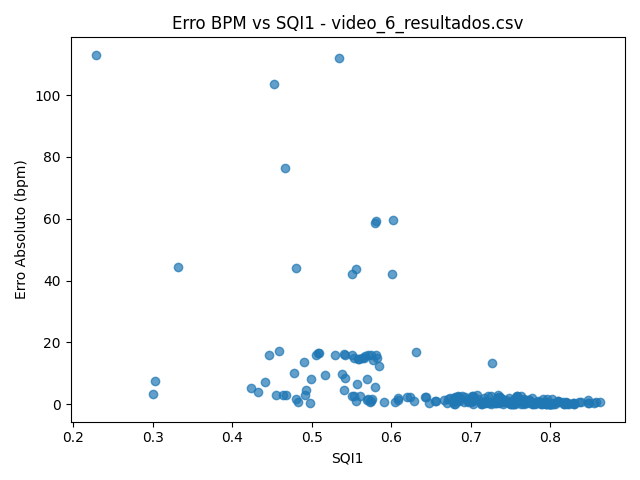 Erro BPM vs SQI1 - video_6_resultados.csv
Erro Absoluto (bpm)
100
80
60
40
20
0
0.2 0.3 0.4 0.5 0.6 0.7 0.8
SQI1